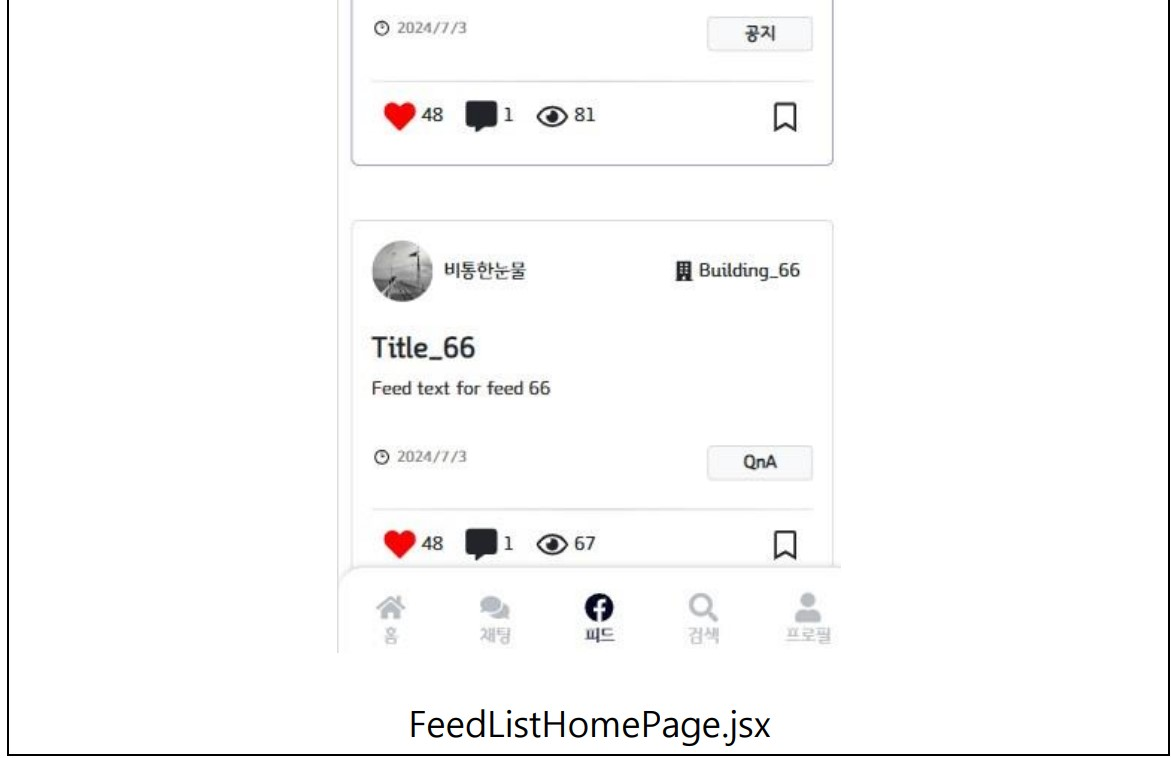 2024/7/3 공지
48 1 81
비통한눈물 Building_66
Title_66
Feed text for feed 66
2024/7/3 QnA
48 1 67
홈 채팅 피드 검색 프로필
FeedListHomePage.jsx